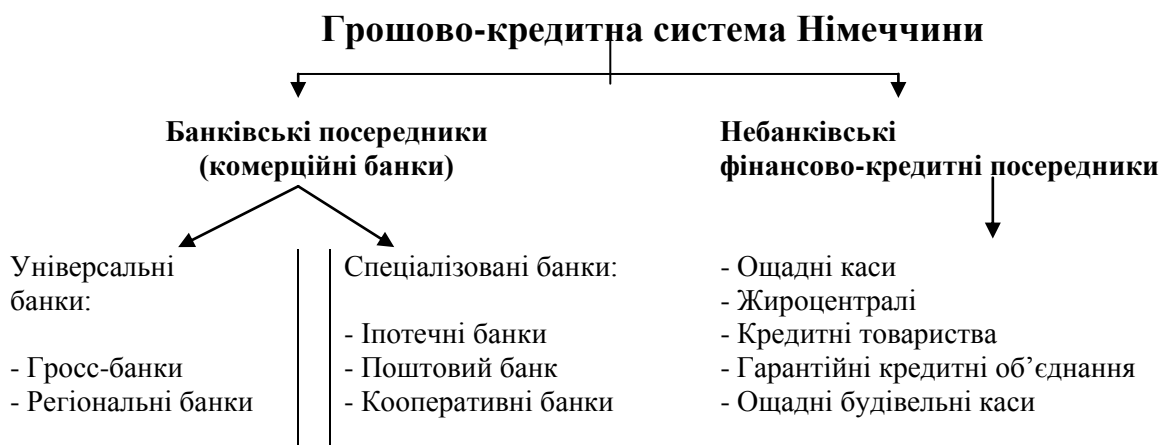 Грошово-кредитна система Німеччини
Банківські посередники
(комерційні банки)
Небанківські
фінансово-кредитні посередники
Універсальні
банки:
- Гросс-банки
- Регіональні банки
Спеціалізовані банки:
- Іпотечні банки
- Поштовий банк
- Кооперативні банки
- Ощадні каси
- Жироцентралі
- Кредитні товариства
- Гарантійні кредитні об’єднання
- Ощадні будівельні каси